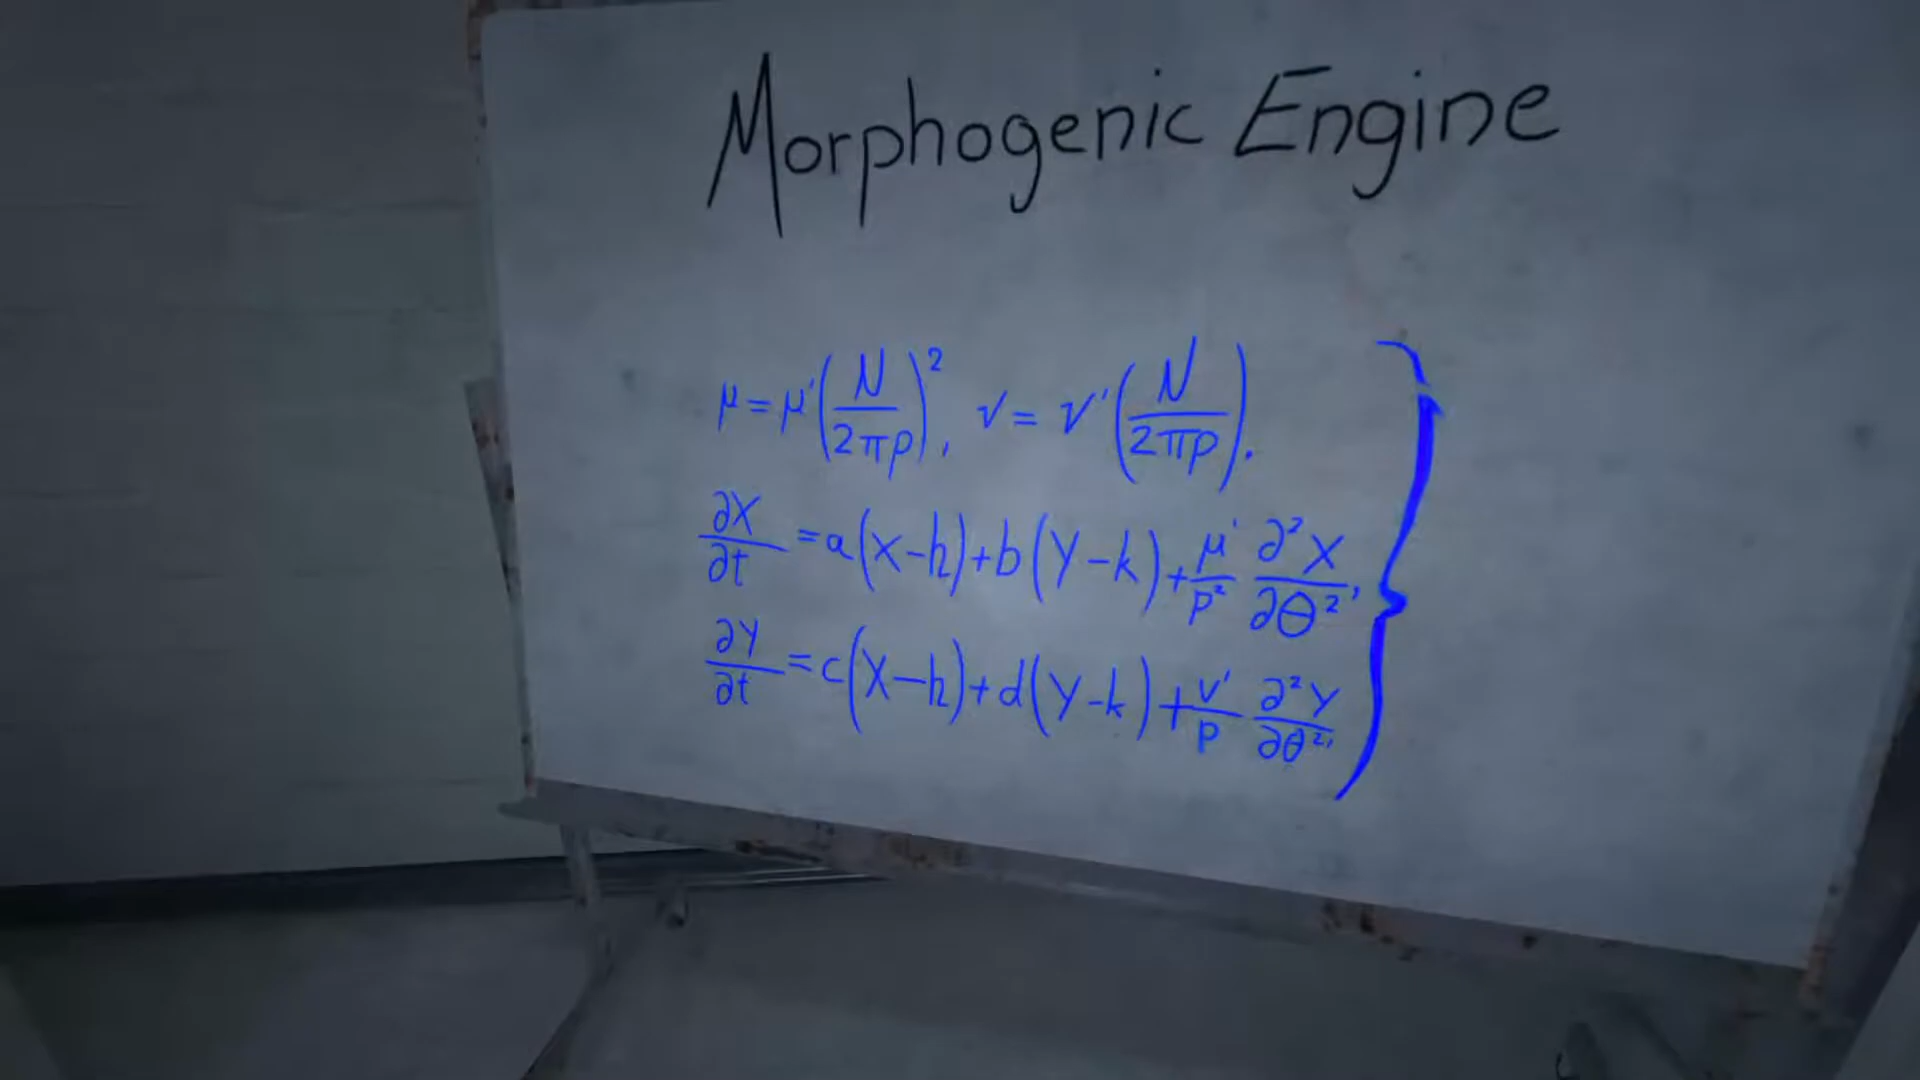 Morphogenic Engine
μ=μ'(N/2πρ)², ν=ν'(N/2πρ).
∂X/∂t=a(X-h)+b(Y-k)+μ'/ρ² ∂²X/∂θ²,
∂Y/∂t=c(X-h)+d(Y-k)+ν'/ρ ∂²Y/∂θ²,